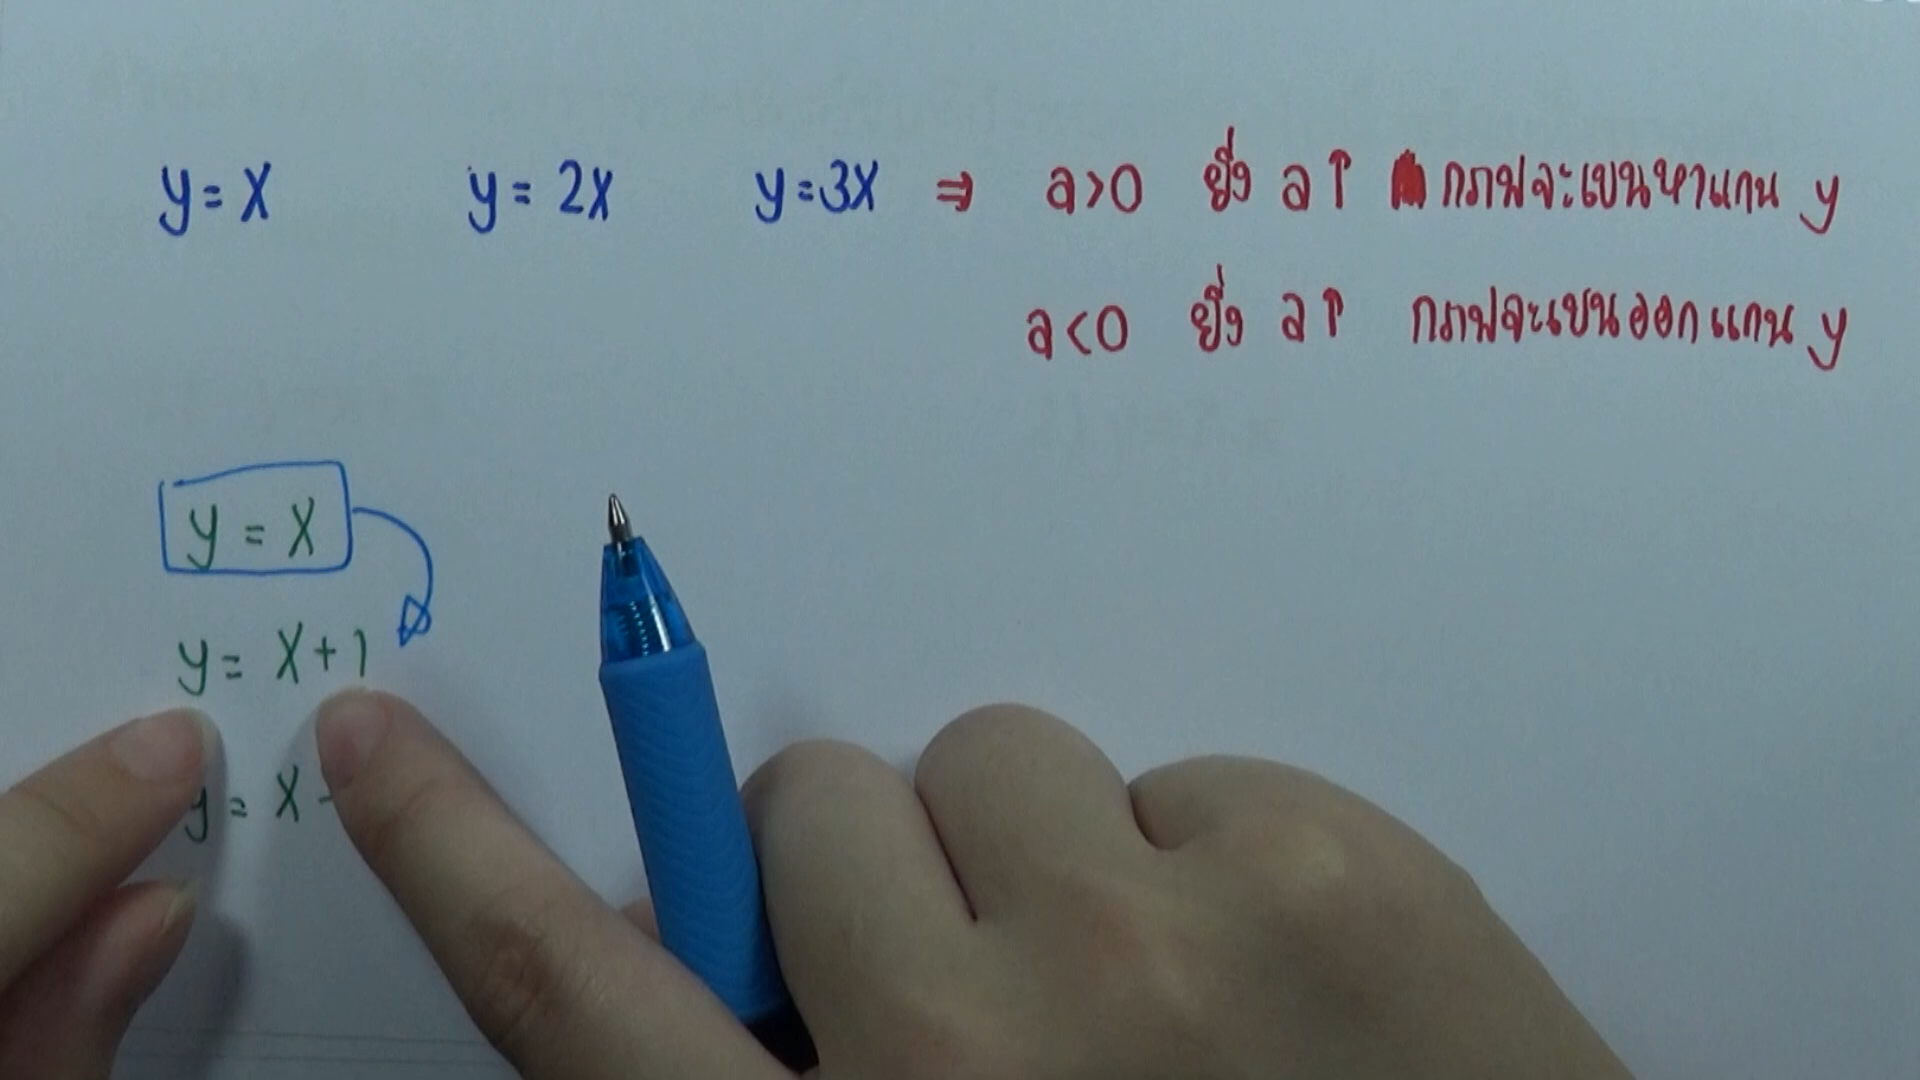 y = x y = 2x y = 3x ⇒ a > 0 ยิ่ง a ↑ กราฟจะเบนหาแกน y
a < 0 ยิ่ง a ↑ กราฟจะเบนออกแกน y
y = x
y = x + 1
y = x -